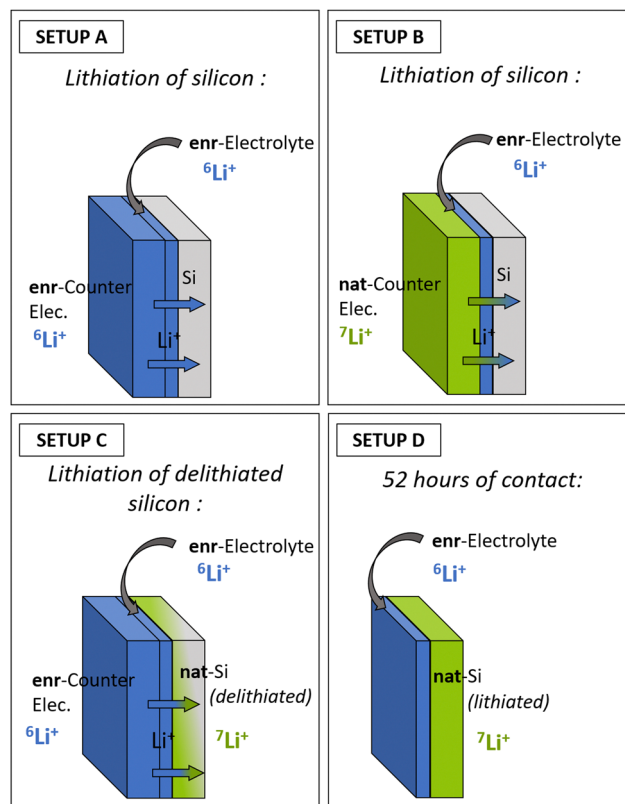 SETUP A
Lithiation of silicon :
enr-Electrolyte
⁶Li⁺
Si
enr-Counter
Elec.
⁶Li⁺
Li⁺
SETUP B
Lithiation of silicon :
enr-Electrolyte
⁶Li⁺
Si
nat-Counter
Elec.
⁷Li⁺
Li⁺
SETUP C
Lithiation of delithiated
silicon :
enr-Electrolyte
⁶Li⁺
enr-Counter
Elec.
⁶Li⁺
nat-Si
(delithiated)
Li⁺
⁷Li⁺
SETUP D
52 hours of contact:
enr-Electrolyte
⁶Li⁺
nat-Si
(lithiated)
⁷Li⁺